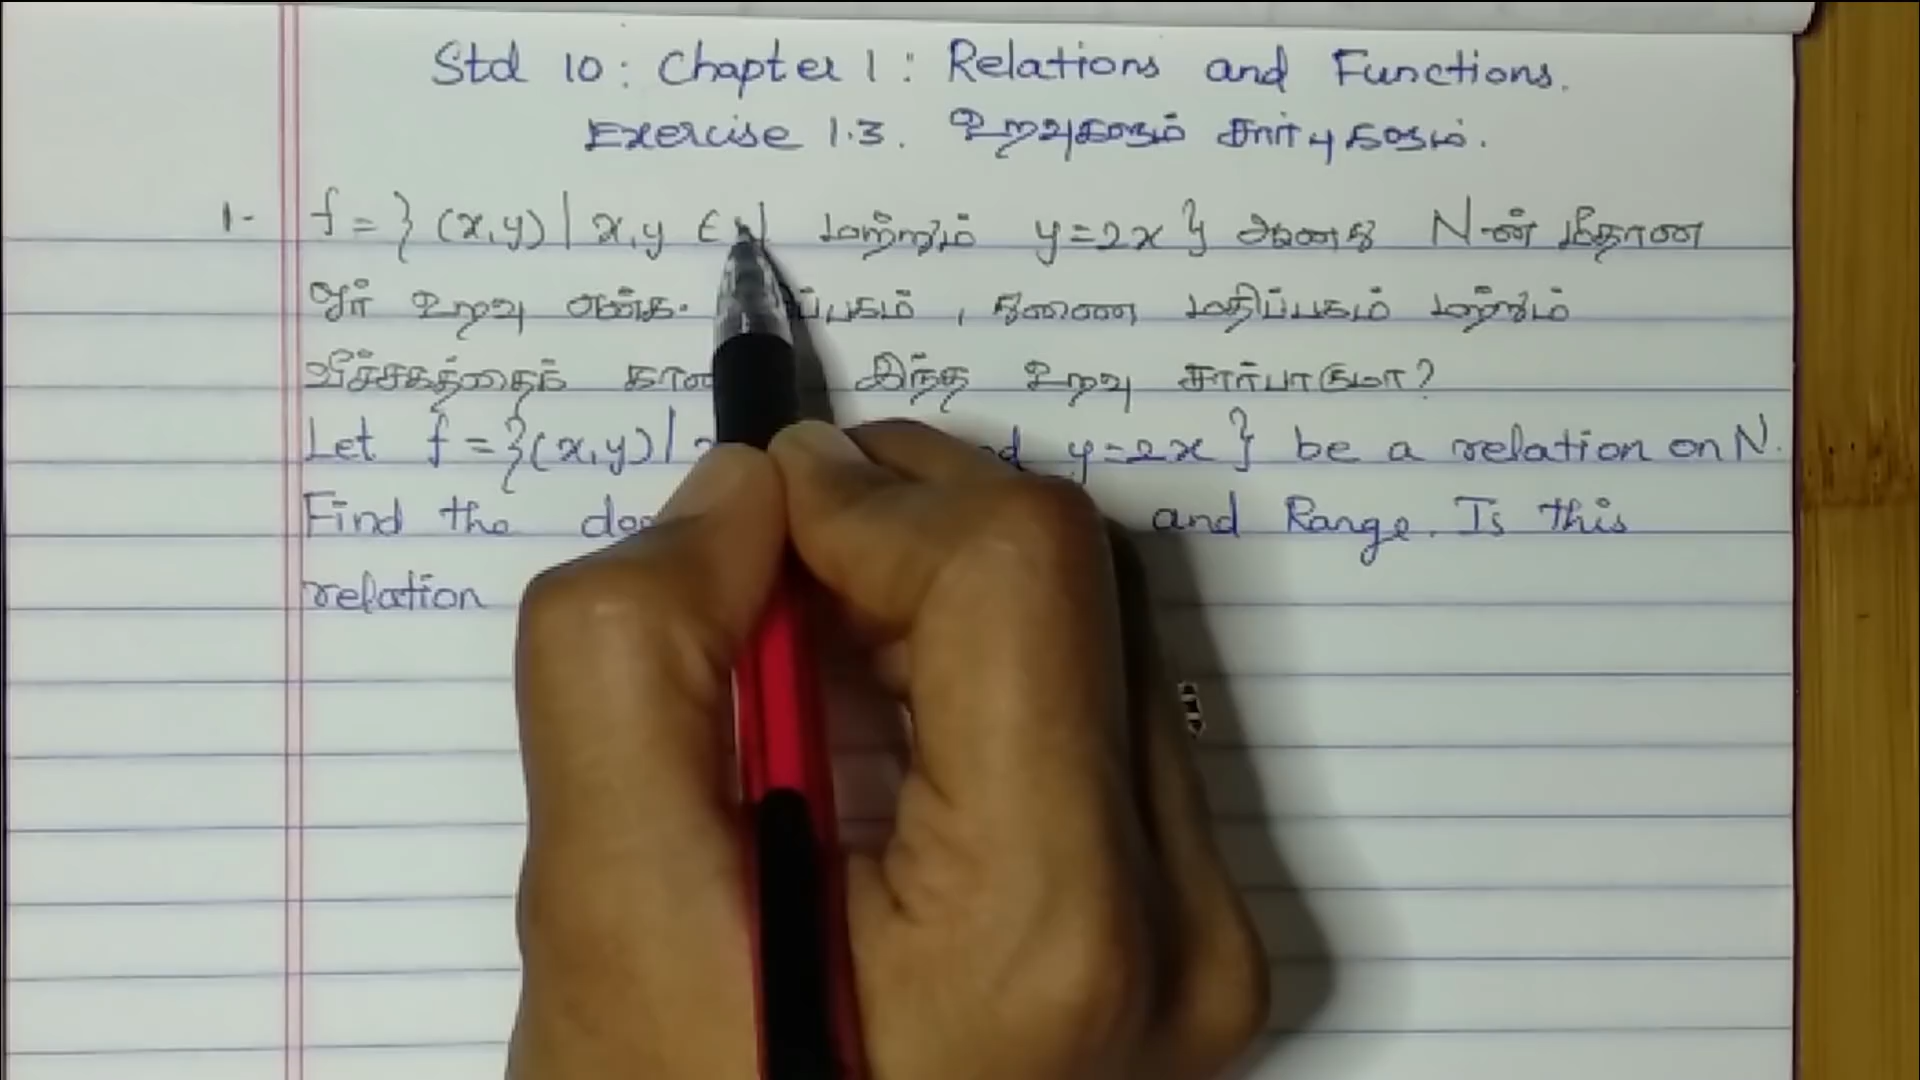 Std 10: Chapter 1: Relations and Functions.
Exercise 1.3. உறவுகளும் சார்புகளும்.
1- f = } (x,y) | x,y ∈ N மற்றும் y=2x } ஆனது N-ன் மீதான
ஓர் உறவு என்க. மதிப்பகம், துணை மதிப்பகம் மற்றும்
வீச்சகத்தைக் இந்த உறவு சார்பாகுமா?
Let f = }(x,y) | y=2x } be a relation on N.
Find the and Range. Is this
relation